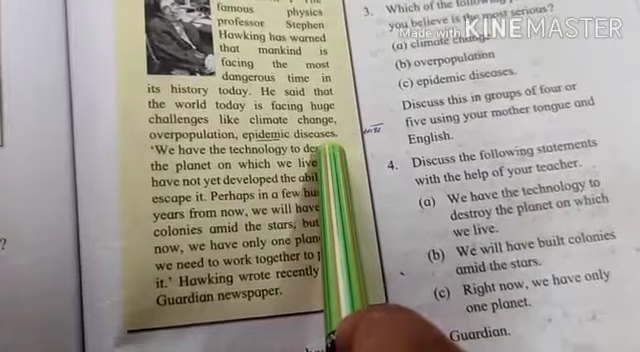 famous physics
professor Stephen
Hawking has warned
that mankind is
facing the most
dangerous time in
its history today. He said that
the world today is facing huge
challenges like climate change,
overpopulation, epidemic diseases.
'We have the technology to
the planet on which we live
have not yet developed the
escape it. Perhaps in a few
years from now, we will have
colonies amid the stars, but
now, we have only one
we need to work together to
it.' Hawking wrote recently
Guardian newspaper.
3. Which of the
you believe is the most serious?
(a) climate change
(b) overpopulation
(c) epidemic diseases.
Discuss this in groups of four or
five using your mother tongue and
English.
4. Discuss the following statements
with the help of your teacher.
(a) We have the technology to
destroy the planet on which
we live.
(b) We will have built colonies
amid the stars.
(c) Right now, we have only
one planet.
Guardian.
?
Made with KINEMASTER